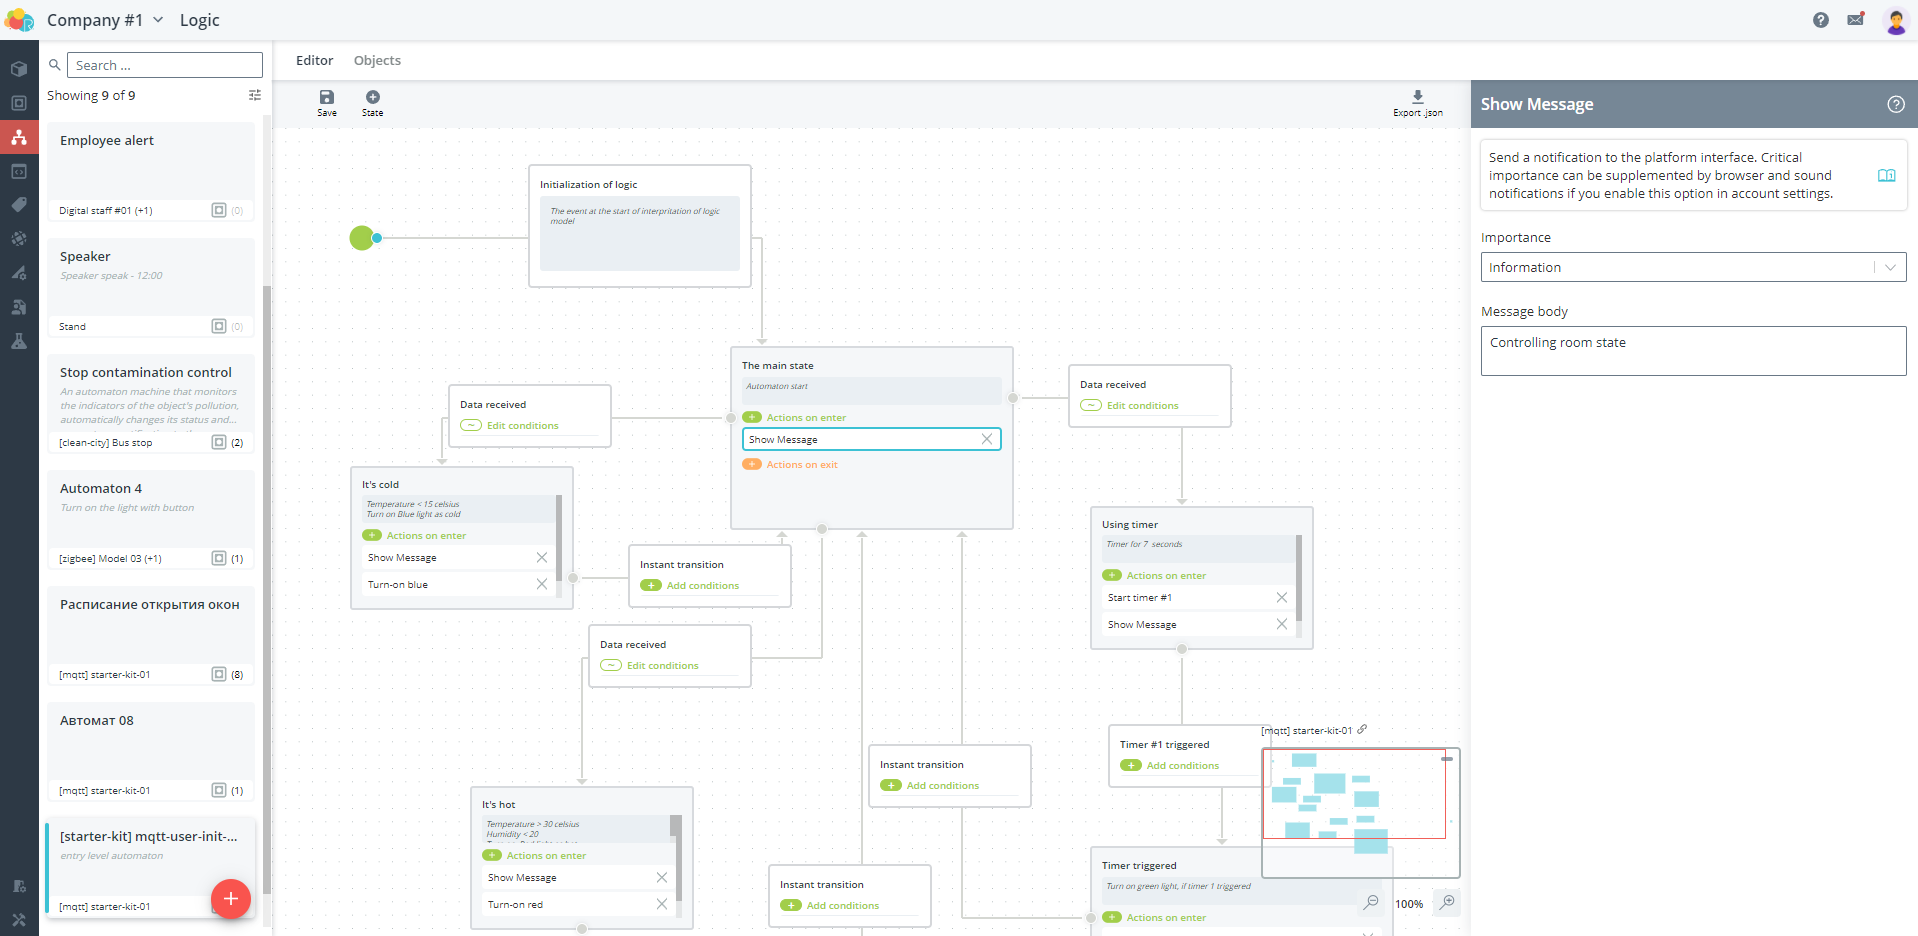 Company #1
Logic
Search ...
Showing 9 of 9
Employee alert
Digital staff #01 (+1)
(0)
Speaker
Speaker speak - 12:00
Stand
(0)
Stop contamination control
An automaton machine that monitors
the indicators of the object's pollution,
automatically changes its status and...
[clean-city] Bus stop
(2)
Automaton 4
Turn on the light with button
[zigbee] Model 03 (+1)
(1)
Расписание открытия окон
[mqtt] starter-kit-01
(8)
Автомат 08
[mqtt] starter-kit-01
(1)
[starter-kit] mqtt-user-init-...
entry level automaton
[mqtt] starter-kit-01
Editor
Objects
Save
State
Export .json
Initialization of logic
The event at the start of interpritation of logic
model
The main state
Automaton start
Actions on enter
Show Message
Actions on exit
Data received
Edit conditions
Data received
Edit conditions
It's cold
Temperature < 15 celsius
Turn on Blue light as cold
Actions on enter
Show Message
Turn-on blue
Instant transition
Add conditions
Using timer
Timer for 7 seconds
Actions on enter
Start timer #1
Show Message
Data received
Edit conditions
Timer #1 triggered
Add conditions
[mqtt] starter-kit-01
Instant transition
Add conditions
It's hot
Temperature > 30 celsius
Humidity < 20
Actions on enter
Show Message
Turn-on red
Instant transition
Add conditions
Timer triggered
Turn on green light, if timer 1 triggered
Actions on enter
100%
Show Message
Send a notification to the platform interface. Critical
importance can be supplemented by browser and sound
notifications if you enable this option in account settings.
Importance
Information
Message body
Controlling room state